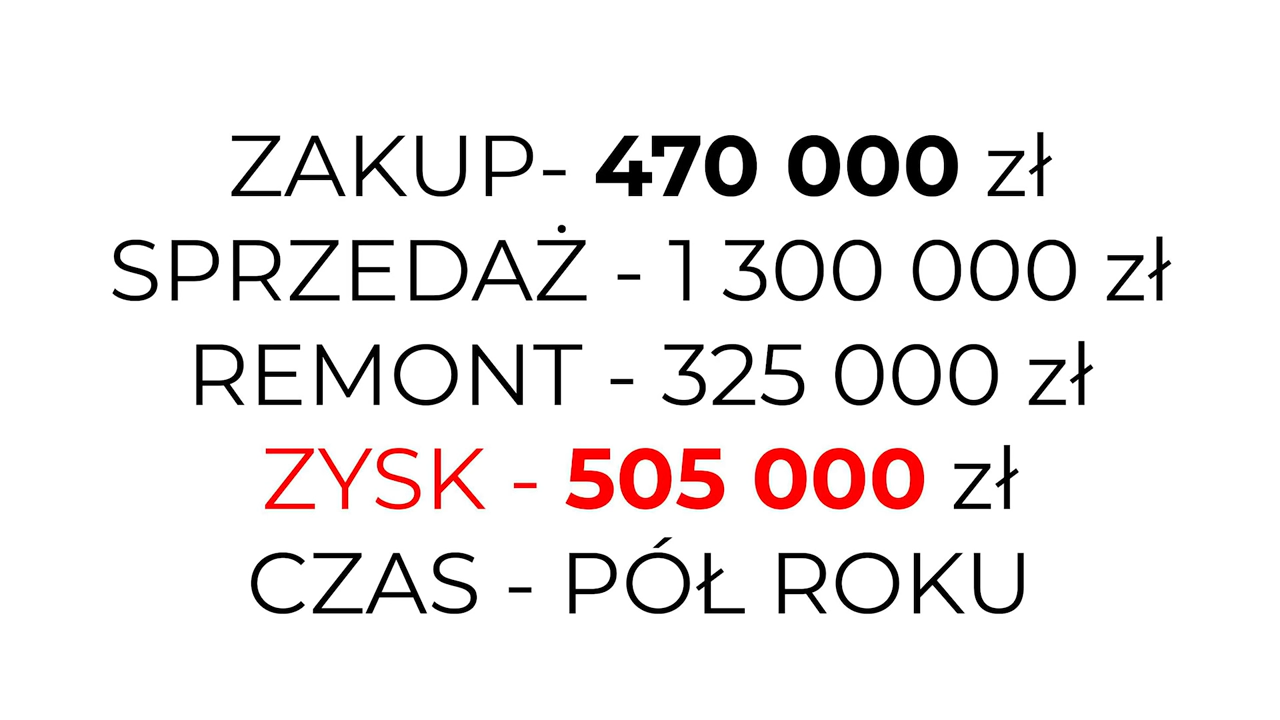 ZAKUP- 470 000 zł
SPRZEDAŻ - 1 300 000 zł
REMONT - 325 000 zł
ZYSK - 505 000 zł
CZAS - PÓŁ ROKU